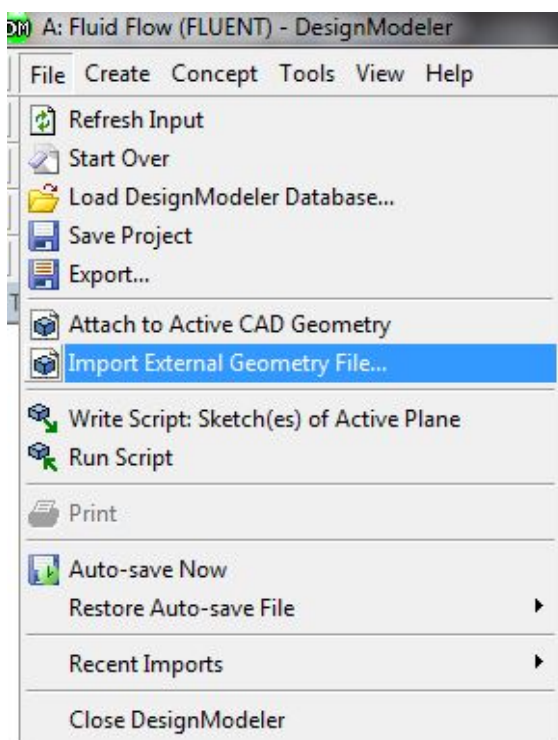 DM A: Fluid Flow (FLUENT) - DesignModeler
File Create Concept Tools View Help
Refresh Input
Start Over
Load DesignModeler Database...
Save Project
Export...
Attach to Active CAD Geometry
Import External Geometry File...
Write Script: Sketch(es) of Active Plane
Run Script
Print
Auto-save Now
Restore Auto-save File
Recent Imports
Close DesignModeler